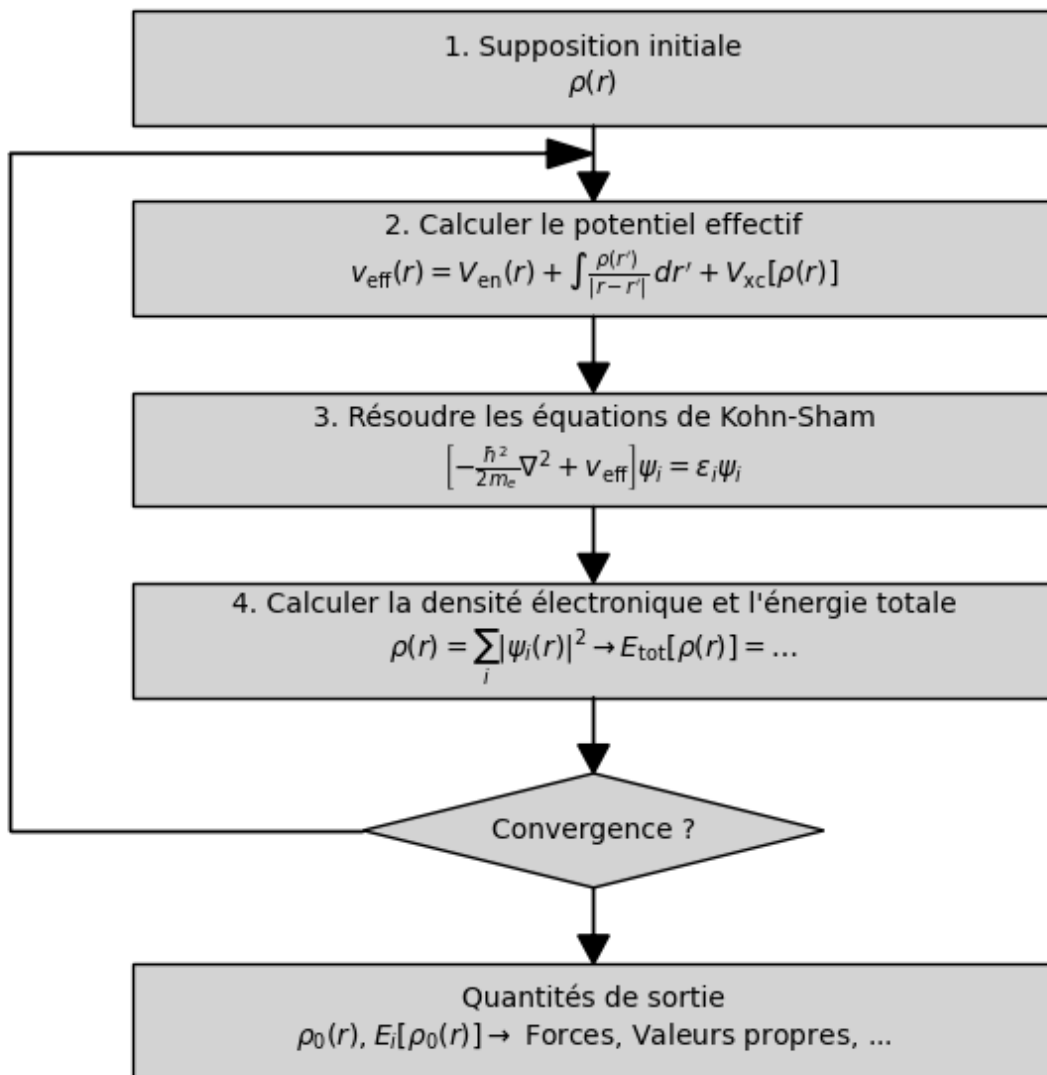 1. Supposition initiale
ρ(r)
2. Calculer le potentiel effectif
v_eff(r) = V_en(r) + ∫ ρ(r′)/|r−r′| dr′ + V_xc[ρ(r)]
3. Résoudre les équations de Kohn-Sham
[−ℏ²/2mₑ ∇² + v_eff]ψᵢ = εᵢψᵢ
4. Calculer la densité électronique et l'énergie totale
ρ(r) = ∑ᵢ|ψᵢ(r)|² → E_tot[ρ(r)] = ...
Convergence ?
Quantités de sortie
ρ₀(r), Eᵢ[ρ₀(r)] → Forces, Valeurs propres, ...